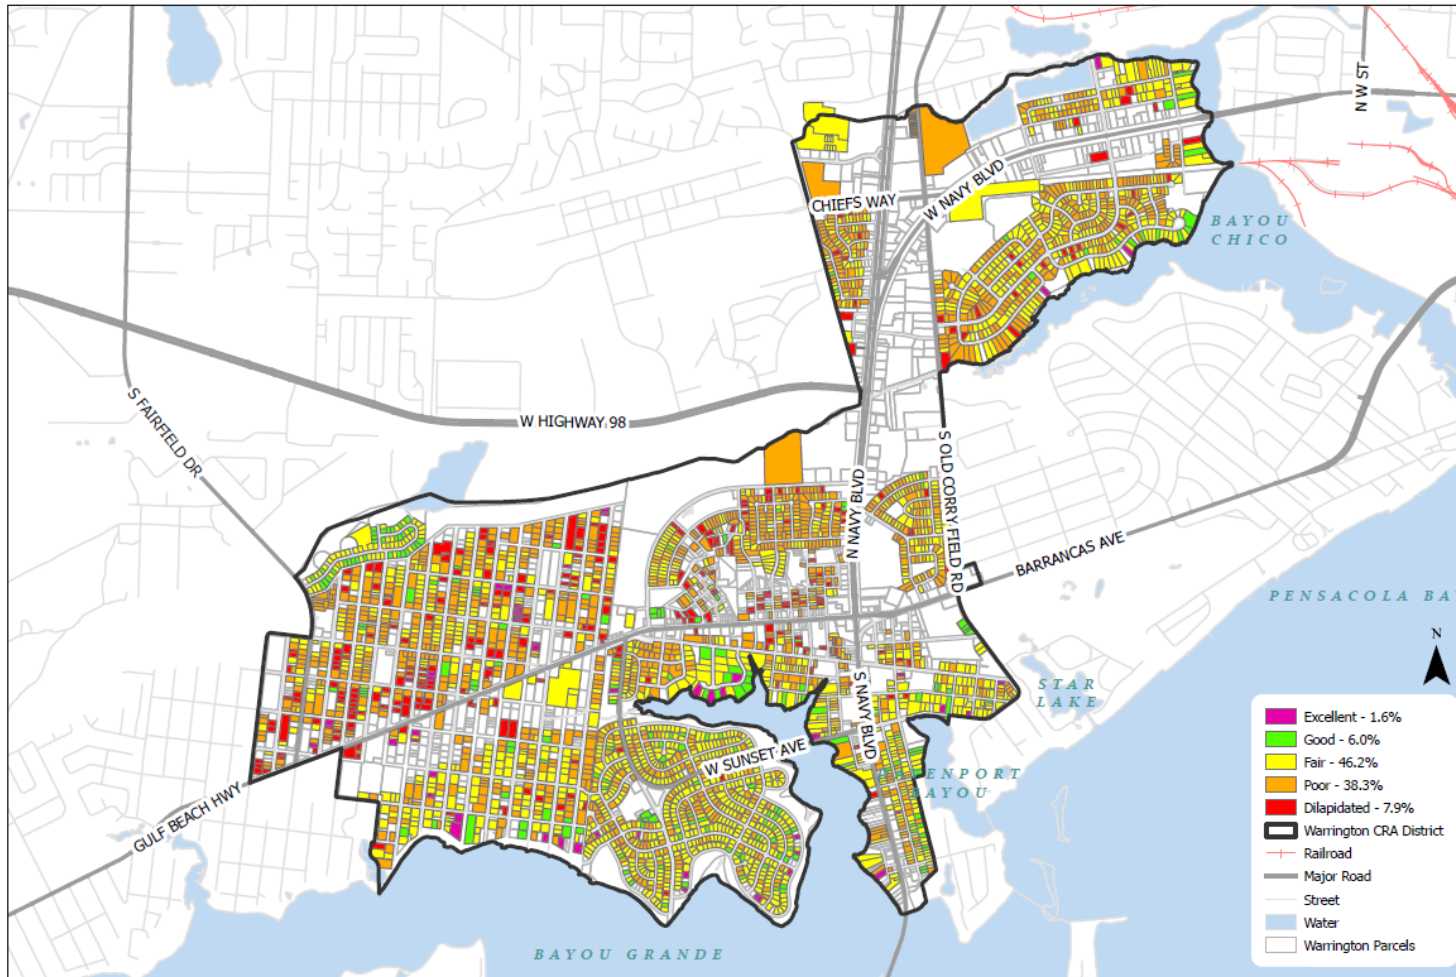 N W ST
CHIEFS WAY
W NAVY BLVD
BAYOU
CHICO
W HIGHWAY 98
S FAIRFIELD DR
N NAVY BLVD
S OLD CORRY FIELD RD
BARRANCAS AVE
PENSACOLA BA
N
STAR
LAKE
S NAVY BLVD
W SUNSET AVE
BAYOU
GULF BEACH HWY
BAYOU GRANDE
Excellent - 1.6%
Good - 6.0%
Fair - 46.2%
Poor - 38.3%
Dilapidated - 7.9%
Warrington CRA District
Railroad
Major Road
Street
Water
Warrington Parcels